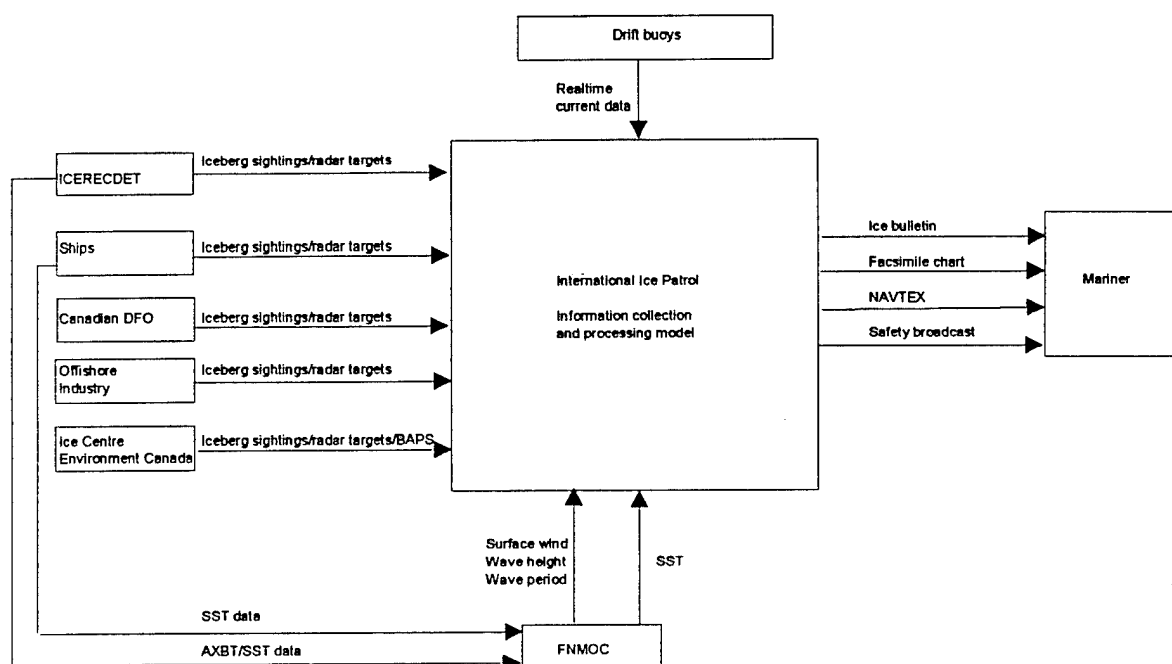 Drift buoys
Realtime
current data
ICERECDET
Iceberg sightings/radar targets
Ships
Iceberg sightings/radar targets
Canadian DFO
Iceberg sightings/radar targets
Offishore
Industry
Iceberg sightings/radar targets
Ice Centre
Environment Canada
Iceberg sightings/radar targets/BAPS
International Ice Patrol
Information collection
and processing model
Ice bulletin
Facsimile chart
NAVTEX
Safety broadcast
Mariner
Surface wind
Wave height
Wave period
SST
SST data
AXBT/SST data
FNMOC